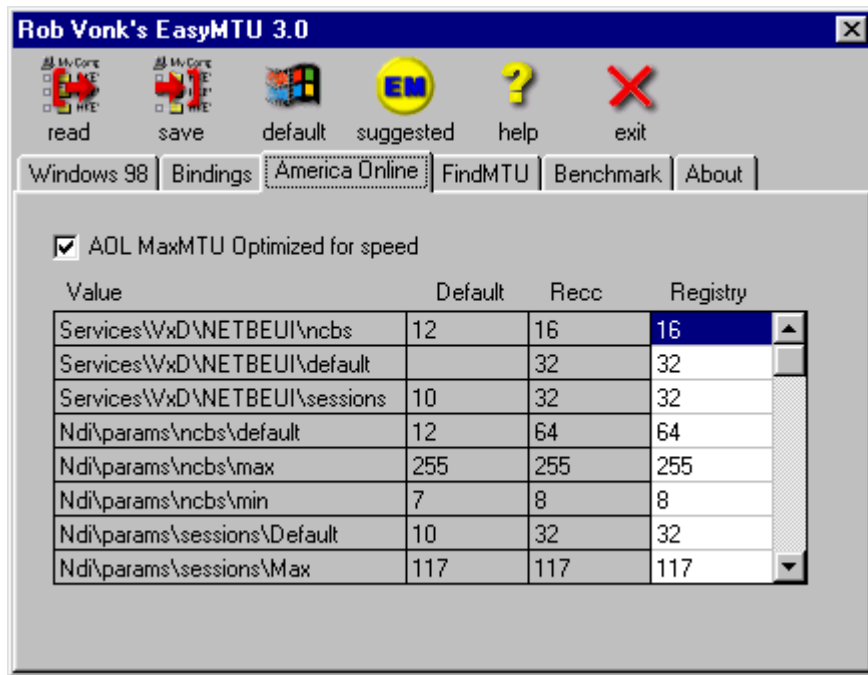 Rob Vonk's EasyMTU 3.0
read save default suggested help exit
EM
Windows 98 Bindings America Online FindMTU Benchmark About
AOL MaxMTU Optimized for speed
Value Default Recc Registry
Services\VxD\NETBEUI\ncbs 12 16 16
Services\VxD\NETBEUI\default 32 32
Services\VxD\NETBEUI\sessions 10 32 32
Ndi\params\ncbs\default 12 64 64
Ndi\params\ncbs\max 255 255 255
Ndi\params\ncbs\min 7 8 8
Ndi\params\sessions\Default 10 32 32
Ndi\params\sessions\Max 117 117 117